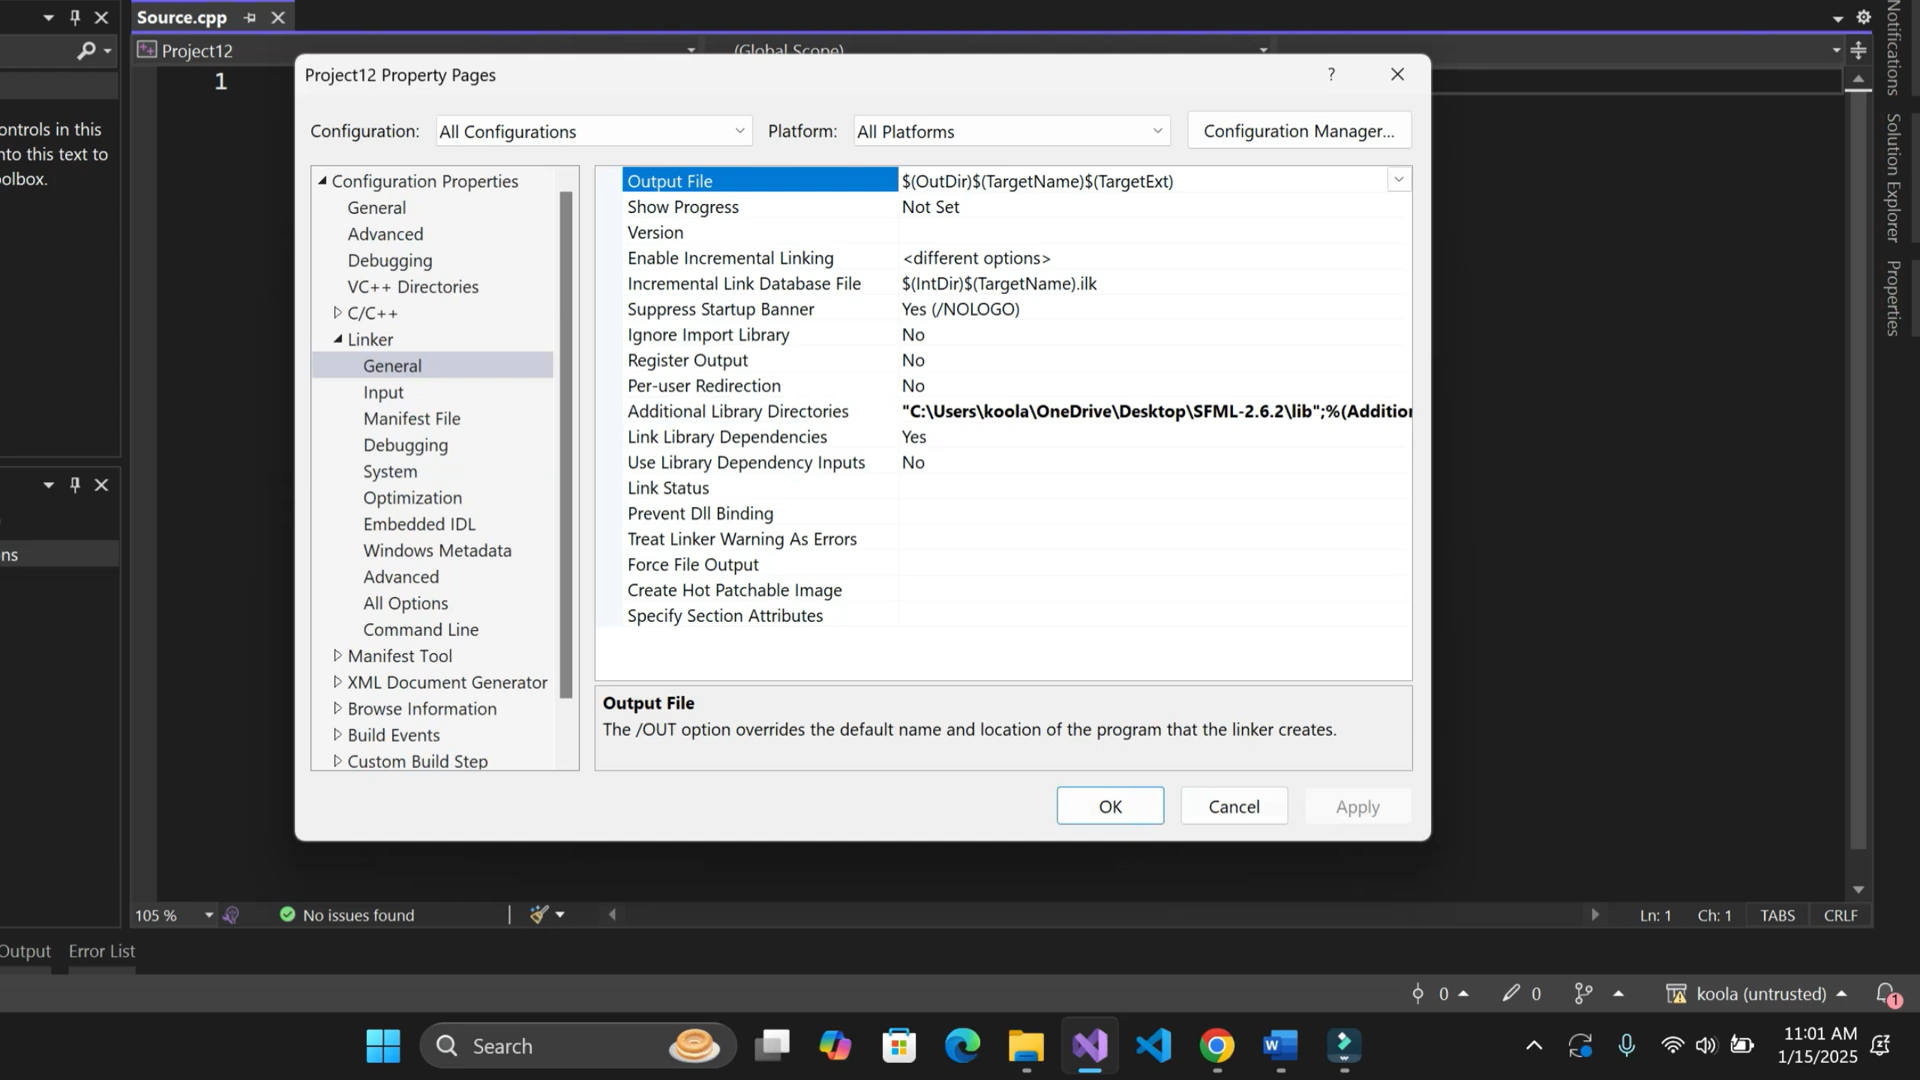 Source.cpp
Project12
(Global Scope)
1
ontrols in this
nto this text to
olbox.
ns
Project12 Property Pages
?
Configuration:
All Configurations
Platform:
All Platforms
Configuration Manager...
Configuration Properties
General
Advanced
Debugging
VC++ Directories
C/C++
Linker
General
Input
Manifest File
Debugging
System
Optimization
Embedded IDL
Windows Metadata
Advanced
All Options
Command Line
Manifest Tool
XML Document Generator
Browse Information
Build Events
Custom Build Step
Output File $(OutDir)$(TargetName)$(TargetExt)
Show Progress Not Set
Version
Enable Incremental Linking <different options>
Incremental Link Database File $(IntDir)$(TargetName).ilk
Suppress Startup Banner Yes (/NOLOGO)
Ignore Import Library No
Register Output No
Per-user Redirection No
Additional Library Directories "C:\Users\koola\OneDrive\Desktop\SFML-2.6.2\lib";%(Addition
Link Library Dependencies Yes
Use Library Dependency Inputs No
Link Status
Prevent Dll Binding
Treat Linker Warning As Errors
Force File Output
Create Hot Patchable Image
Specify Section Attributes
Output File
The /OUT option overrides the default name and location of the program that the linker creates.
OK
Cancel
Apply
Notifications
Solution Explorer
Properties
105 %
No issues found
Ln: 1
Ch: 1
TABS
CRLF
Output
Error List
0
0
koola (untrusted)
1
Search
W
11:01 AM
1/15/2025